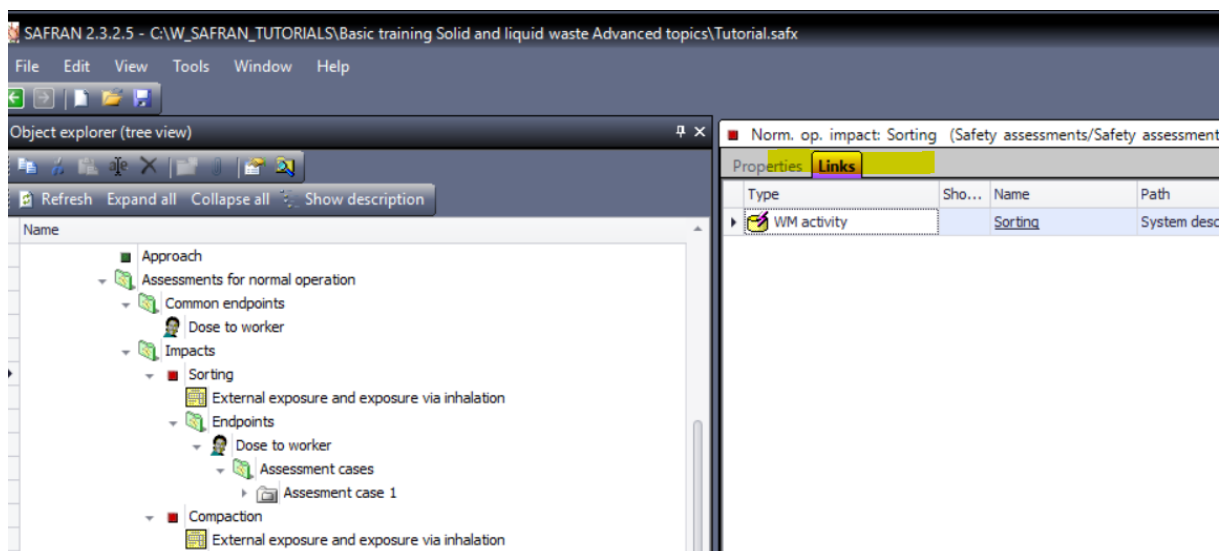 SAFRAN 2.3.2.5 - C:\W_SAFRAN_TUTORIALS\Basic training Solid and liquid waste Advanced topics\Tutorial.safx
File Edit View Tools Window Help
Object explorer (tree view)
Refresh Expand all Collapse all Show description
Name
Approach
Assessments for normal operation
Common endpoints
Dose to worker
Impacts
Sorting
External exposure and exposure via inhalation
Endpoints
Dose to worker
Assessment cases
Assesment case 1
Compaction
External exposure and exposure via inhalation
Norm. op. impact: Sorting (Safety assessments/Safety assessment
Properties Links
Type Sho... Name Path
WM activity Sorting System desc